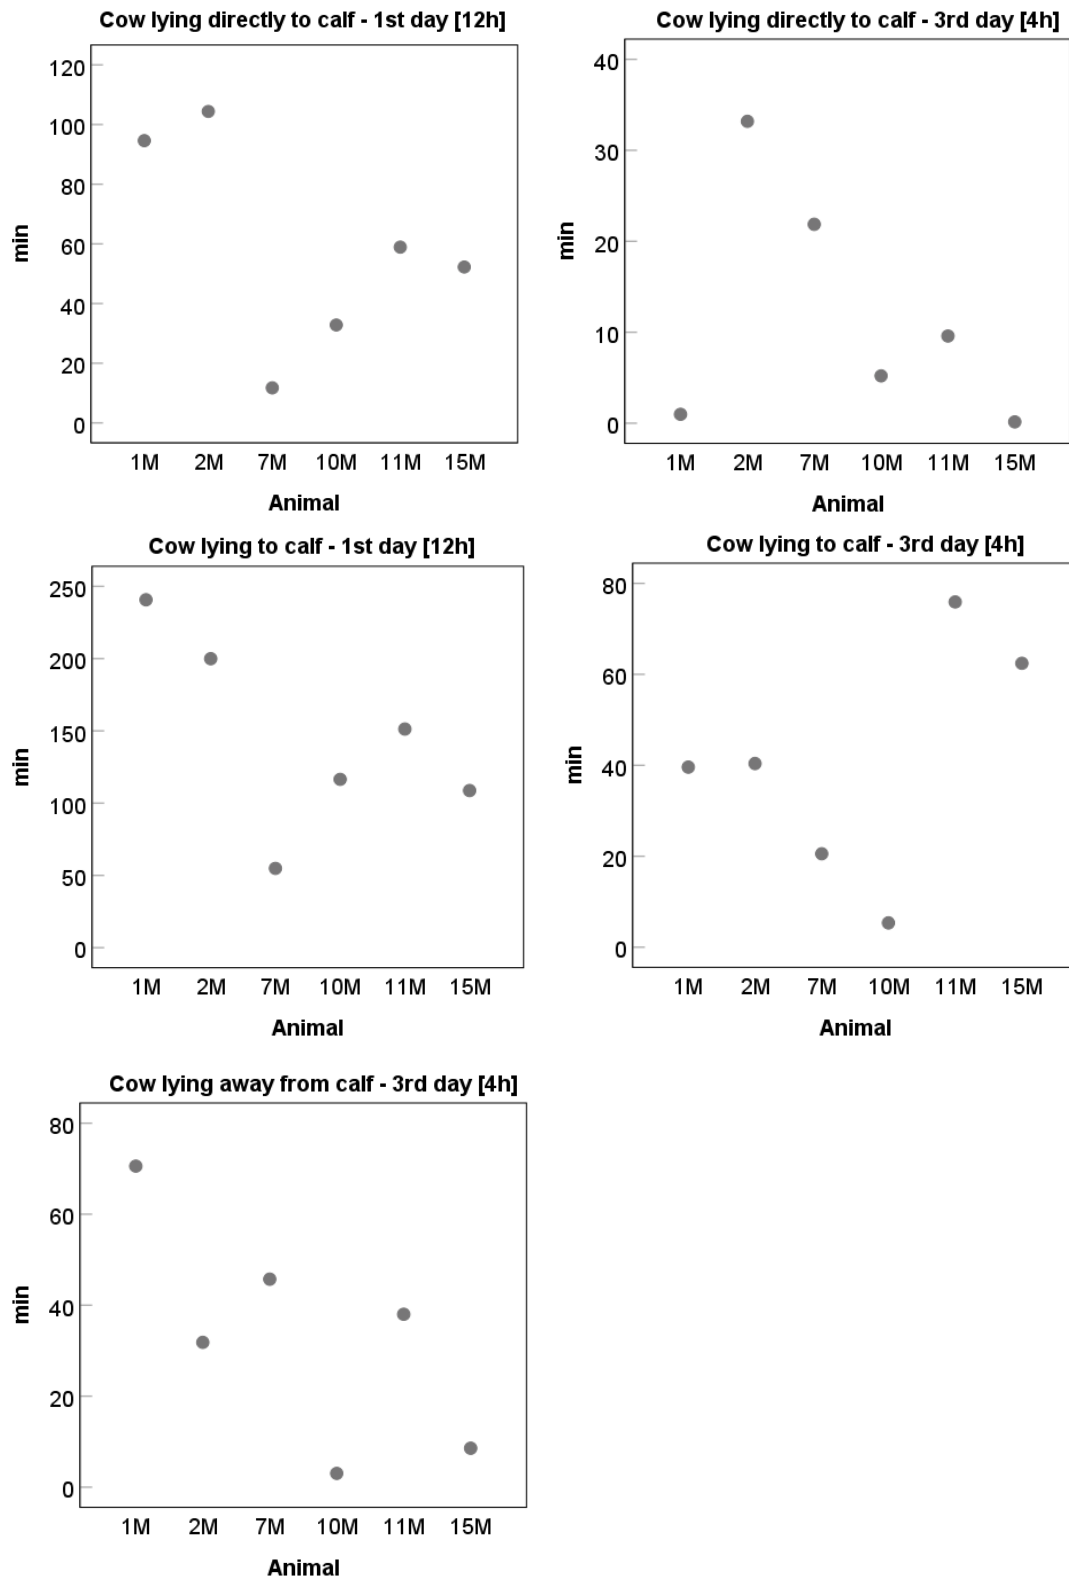 Cow lying directly to calf - 1st day [12h]
120
100
80
60
40
20
0
min
1M 2M 7M 10M 11M 15M
Animal
Cow lying directly to calf - 3rd day [4h]
40
30
20
10
0
min
1M 2M 7M 10M 11M 15M
Animal
Cow lying to calf - 1st day [12h]
250
200
150
100
50
0
min
1M 2M 7M 10M 11M 15M
Animal
Cow lying to calf - 3rd day [4h]
80
60
40
20
0
min
1M 2M 7M 10M 11M 15M
Animal
Cow lying away from calf - 3rd day [4h]
80
60
40
20
0
min
1M 2M 7M 10M 11M 15M
Animal